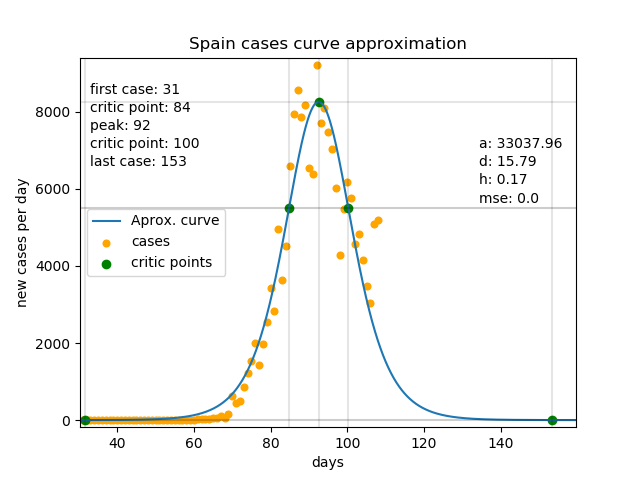 Spain cases curve approximation
first case: 31
critic point: 84
peak: 92
critic point: 100
last case: 153
a: 33037.96
d: 15.79
h: 0.17
mse: 0.0
Aprox. curve
cases
critic points
new cases per day
8000
6000
4000
2000
0
40 60 80 100 120 140
days